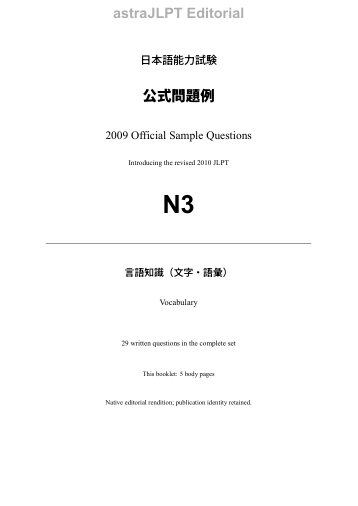 astraJLPT Editorial
日本語能力試験
公式問題例
2009 Official Sample Questions
Introducing the revised 2010 JLPT
N3
言語知識（文字・語彙）
Vocabulary
29 written questions in the complete set
This booklet: 5 body pages
Native editorial rendition; publication identity retained.